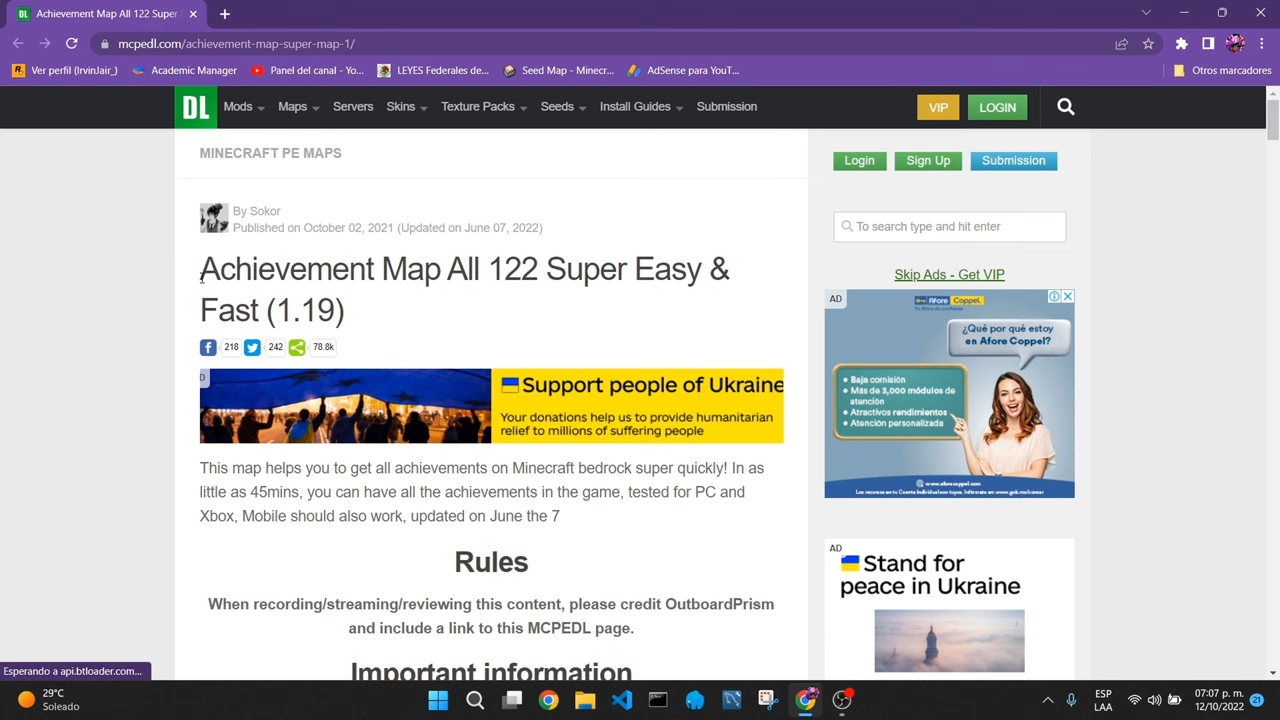 DL Achievement Map All 122 Super
mcpedl.com/achievement-map-super-map-1/
R Ver perfil (IrvinJair_) Academic Manager Panel del canal - Yo... LEYES Federales de... Seed Map - Minecr... AdSense para YouT... Otros marcadores
DL Mods Maps Servers Skins Texture Packs Seeds Install Guides Submission VIP LOGIN
MINECRAFT PE MAPS
Login Sign Up Submission
By Sokor
Published on October 02, 2021 (Updated on June 07, 2022)
To search type and hit enter
Achievement Map All 122 Super Easy &
Fast (1.19)
218 242 78.8k
Skip Ads - Get VIP
AD
Afore Coppel
¿Qué por qué estoy
en Afore Coppel?
Baja comisión
Más de 3,000 módulos de
atención
Atractivos rendimientos
Atención personalizada
www.aforecoppel.com
D
Support people of Ukraine
Your donations help us to provide humanitarian
relief to millions of suffering people
This map helps you to get all achievements on Minecraft bedrock super quickly! In as
little as 45mins, you can have all the achievements in the game, tested for PC and
Xbox, Mobile should also work, updated on June the 7
Rules
When recording/streaming/reviewing this content, please credit OutboardPrism
and include a link to this MCPEDL page.
Important information
AD
Stand for
peace in Ukraine
Esperando a api.btloader.com...
29°C
Soleado
ESP
LAA
07:07 p. m.
12/10/2022
21